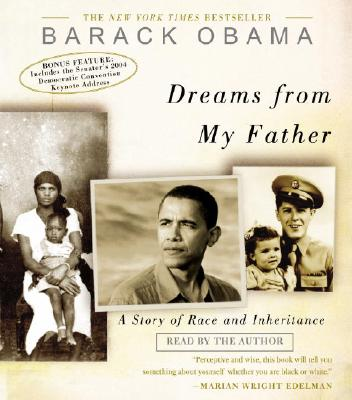 THE NEW YORK TIMES BESTSELLER
BARACK OBAMA
BONUS FEATURE:
Includes the Senator's 2004
Democratic Convention
Keynote Address
Dreams from
My Father
A Story of Race and Inheritance
READ BY THE AUTHOR
"Perceptive and wise, this book will tell you
something about yourself whether you are black or white."
—MARIAN WRIGHT EDELMAN